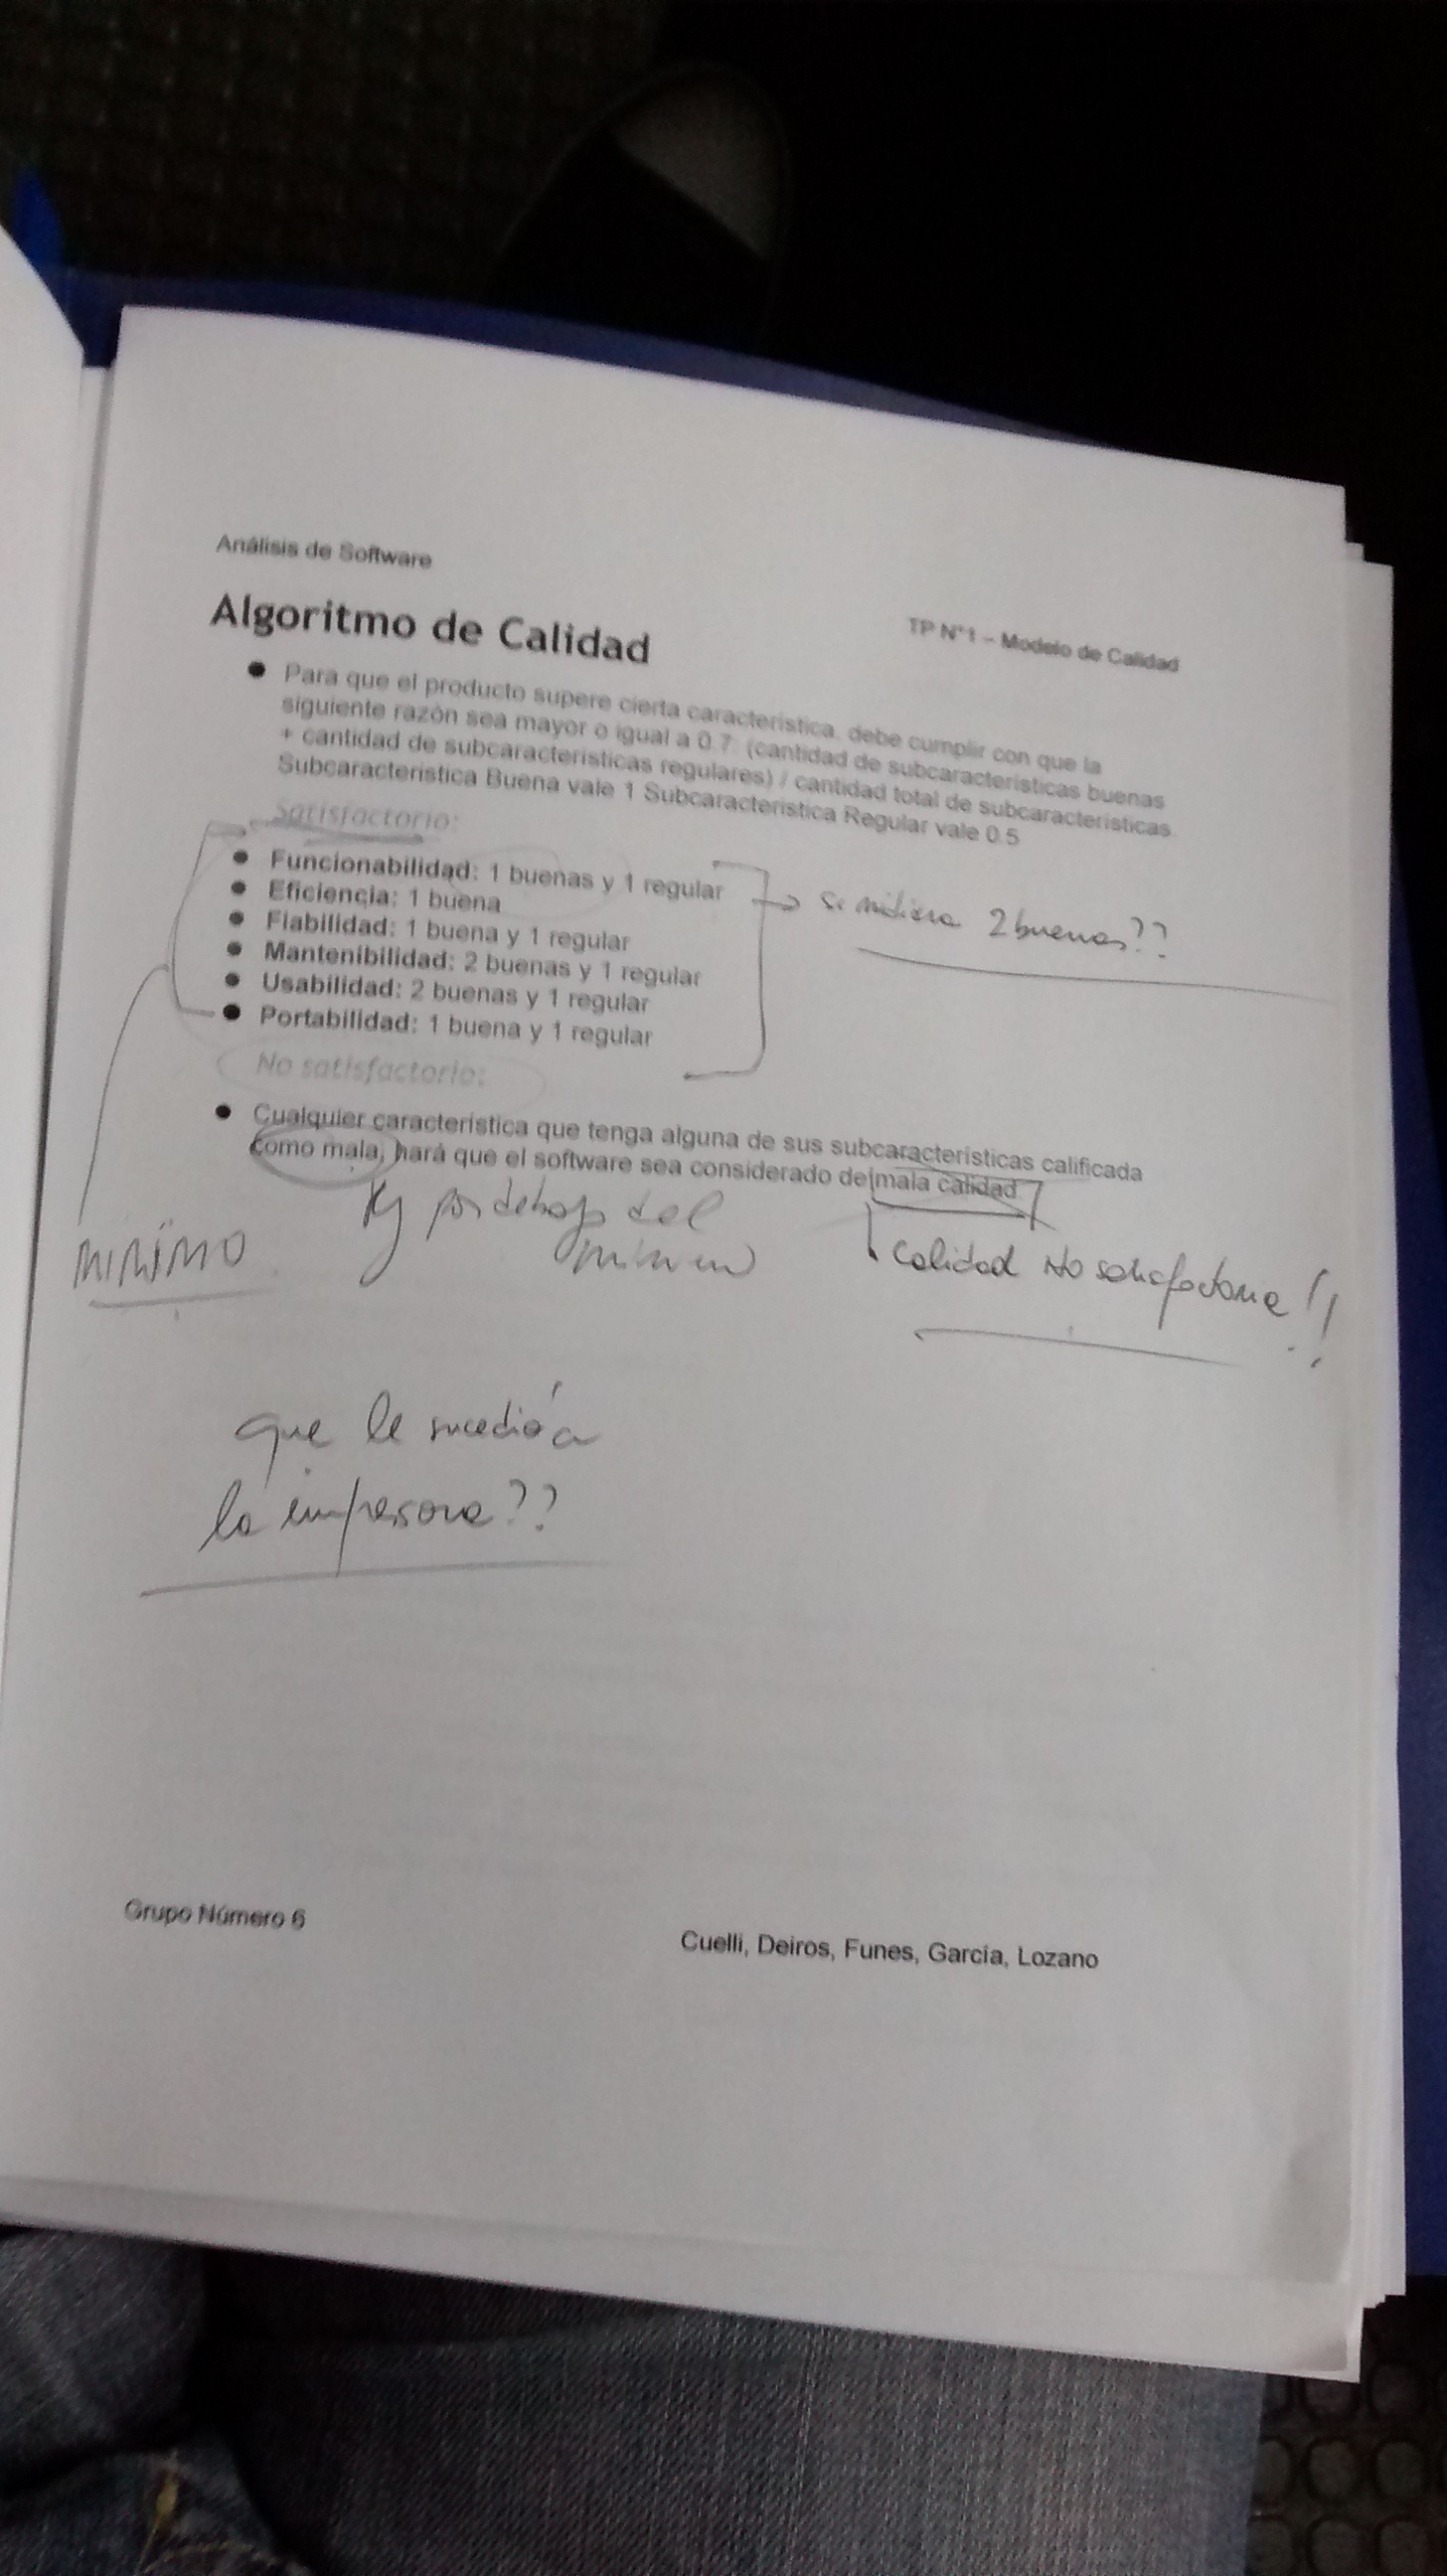 Análisis de Software
TP N°1 – Modelo de Calidad
Algoritmo de Calidad
● Para que el producto supere cierta característica, debe cumplir con que la
siguiente razón sea mayor o igual a 0.7: (cantidad de subcaracterísticas buenas
+ cantidad de subcaracterísticas regulares) / cantidad total de subcaracterísticas.
Subcaracterística Buena vale 1 Subcaracterística Regular vale 0.5
Satisfactorio:
● Funcionabilidad: 1 buenas y 1 regular
● Eficiencia: 1 buena
● Fiabilidad: 1 buena y 1 regular
● Mantenibilidad: 2 buenas y 1 regular
● Usabilidad: 2 buenas y 1 regular
● Portabilidad: 1 buena y 1 regular
2 buenas??
No satisfactorio:
● Cualquier característica que tenga alguna de sus subcaracterísticas calificada
como mala, hará que el software sea considerado de mala calidad
MINIMO
por debajo del
minimo
Calidad No satisfactoria!!
que le sucedió a
la impresora??
Grupo Número 6
Cuelli, Deiros, Funes, García, Lozano